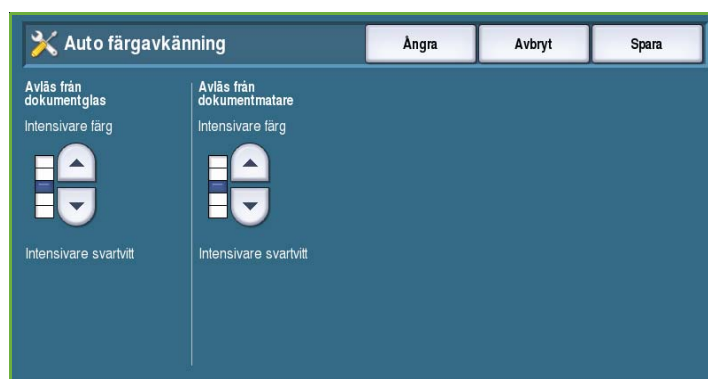 Auto färgavkänning
Ångra
Avbryt
Spara
Avläs från
dokumentglas
Intensivare färg
Intensivare svartvitt
Avläs från
dokumentmatare
Intensivare färg
Intensivare svartvitt